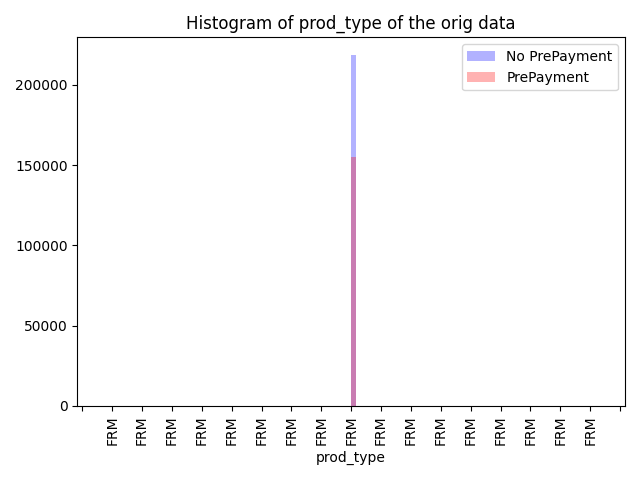 Histogram of prod_type of the orig data
No PrePayment
PrePayment
200000
150000
100000
50000
0
FRM FRM FRM FRM FRM FRM FRM FRM FRM FRM FRM FRM FRM FRM FRM FRM FRM
prod_type